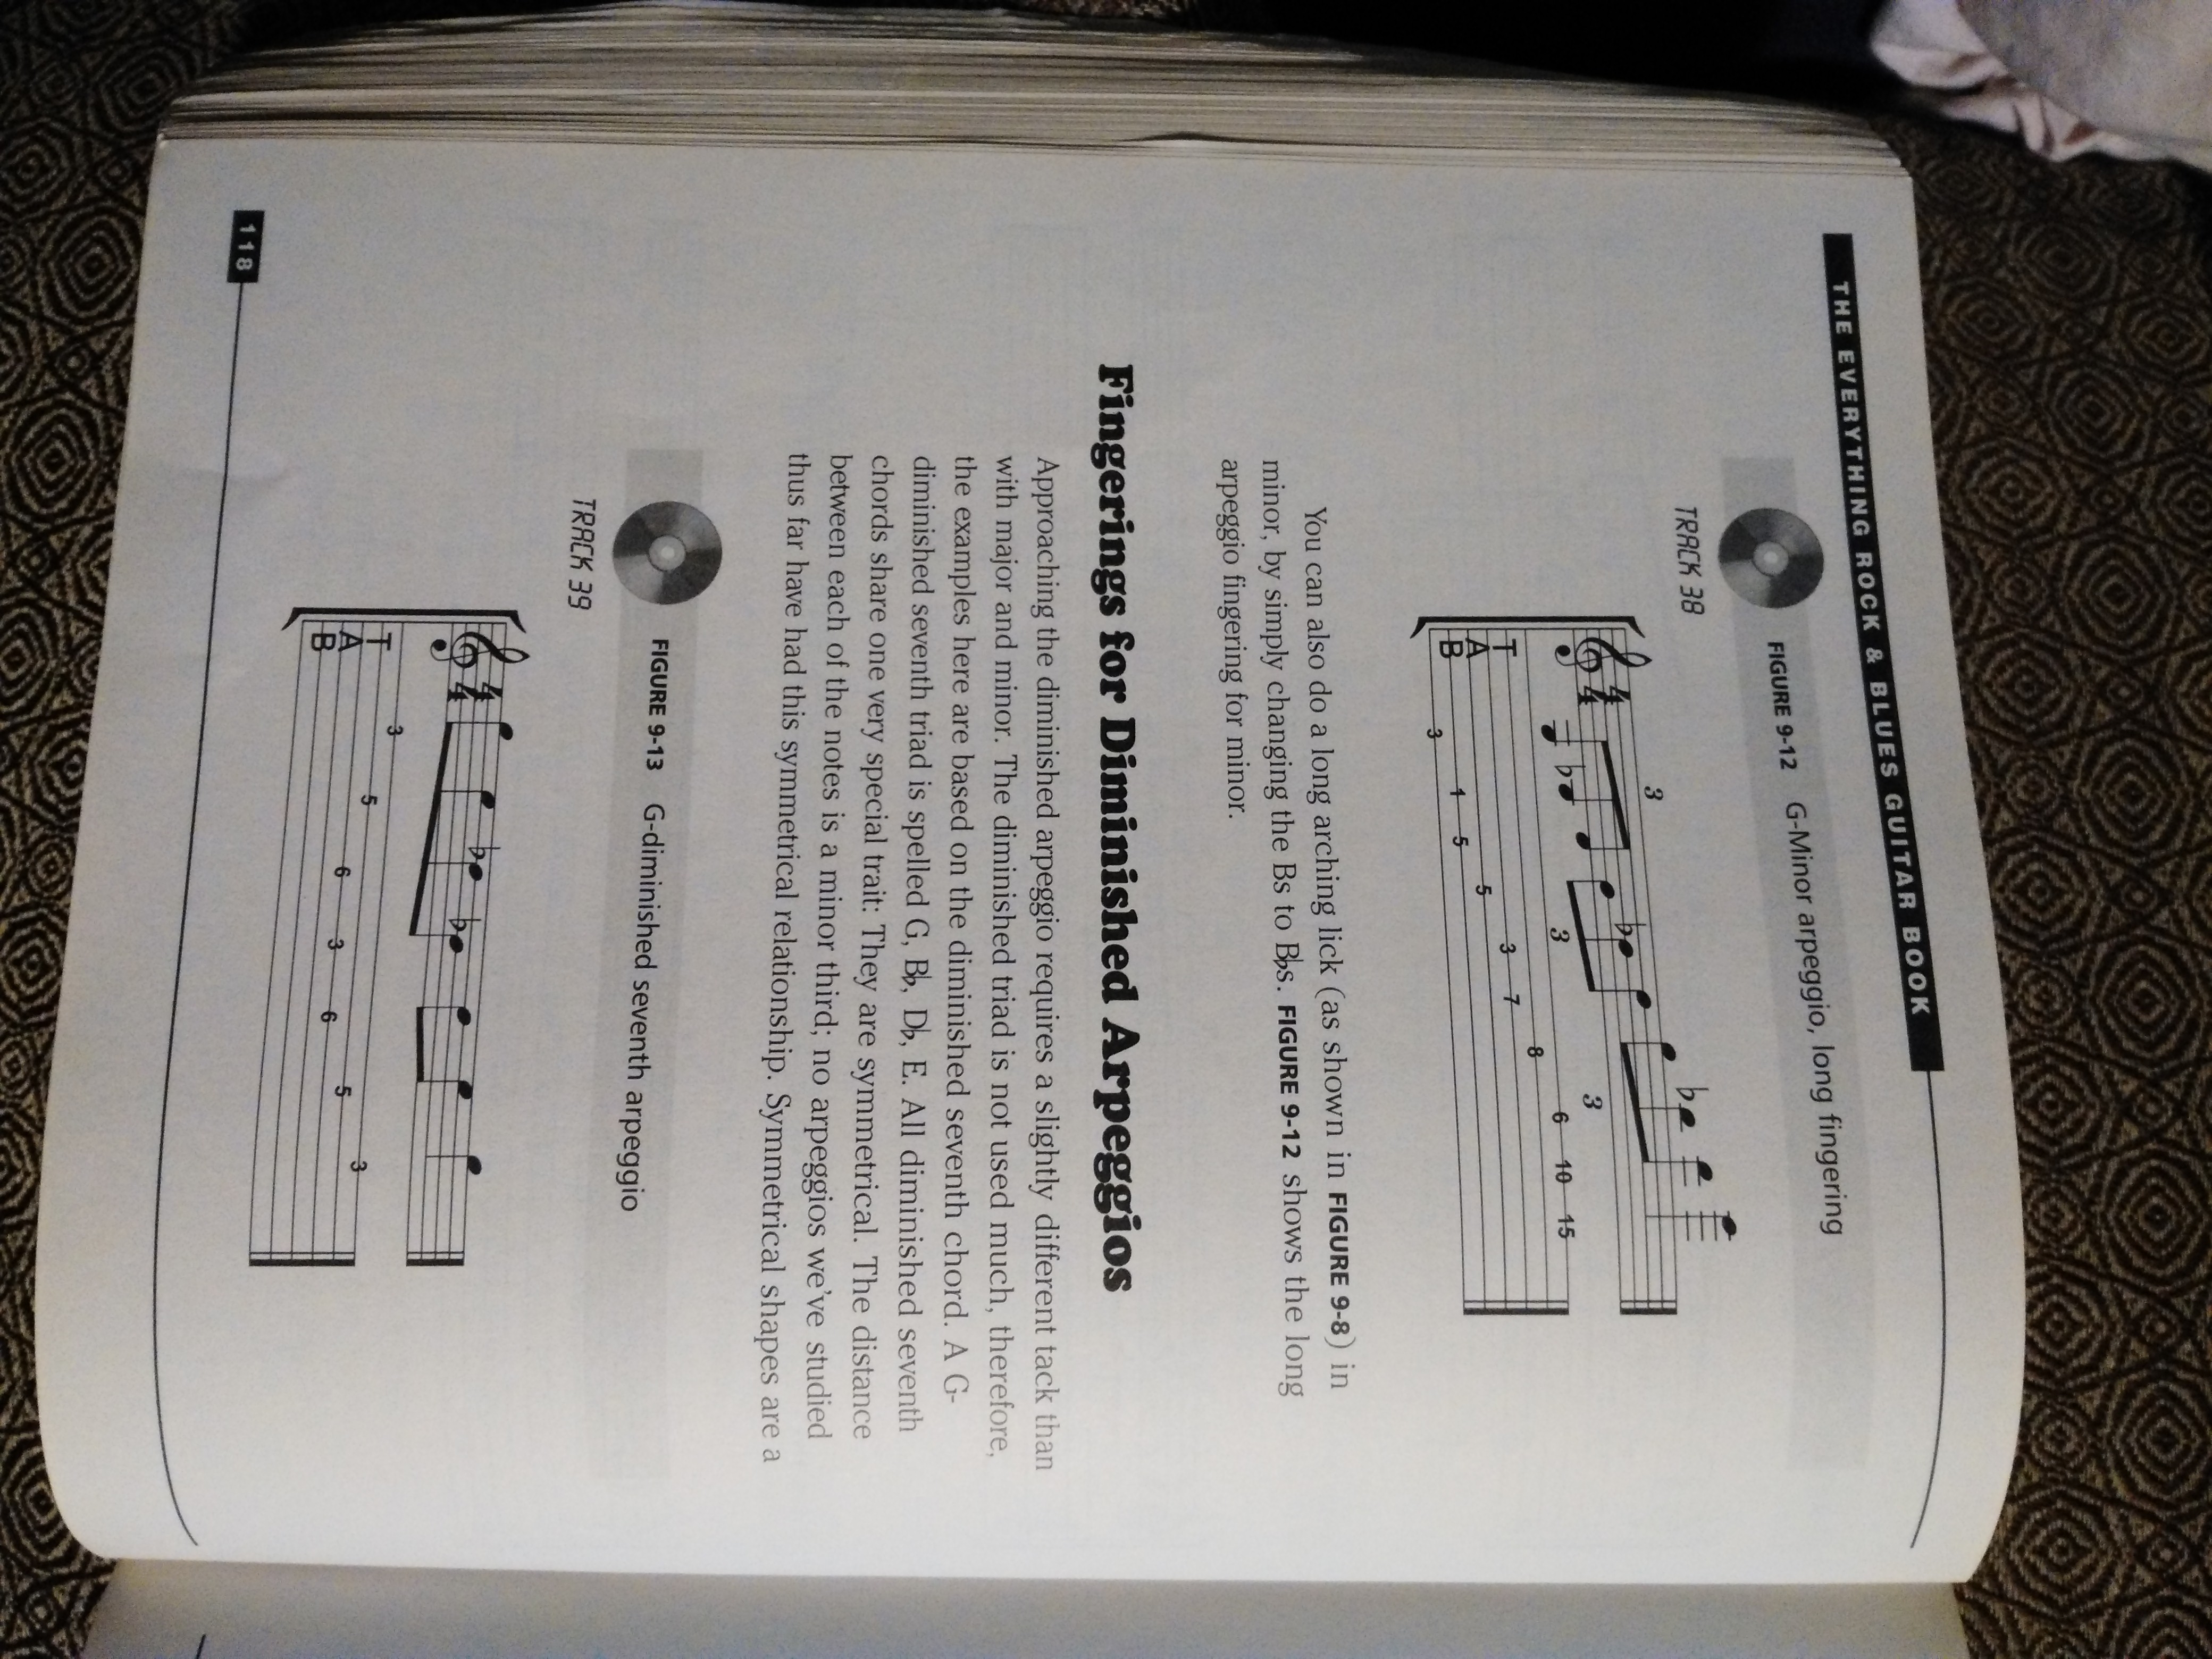 THE EVERYTHING ROCK & BLUES GUITAR BOOK
FIGURE 9-12 G-Minor arpeggio, long fingering
TRACK 38
3 3 3
4
4
T
A
B
3 1 5 5 3 7 8 6 10 15
You can also do a long arching lick (as shown in FIGURE 9-8) in
minor, by simply changing the Bs to B♭s. FIGURE 9-12 shows the long
arpeggio fingering for minor.
Fingerings for Diminished Arpeggios
Approaching the diminished arpeggio requires a slightly different tack than
with major and minor. The diminished triad is not used much, therefore,
the examples here are based on the diminished seventh chord. A G-
diminished seventh triad is spelled G, B♭, D♭, E. All diminished seventh
chords share one very special trait: They are symmetrical. The distance
between each of the notes is a minor third; no arpeggios we've studied
thus far have had this symmetrical relationship. Symmetrical shapes are a
FIGURE 9-13 G-diminished seventh arpeggio
TRACK 39
4
4
T
A
B
3 5 6 3 6 5 3
118